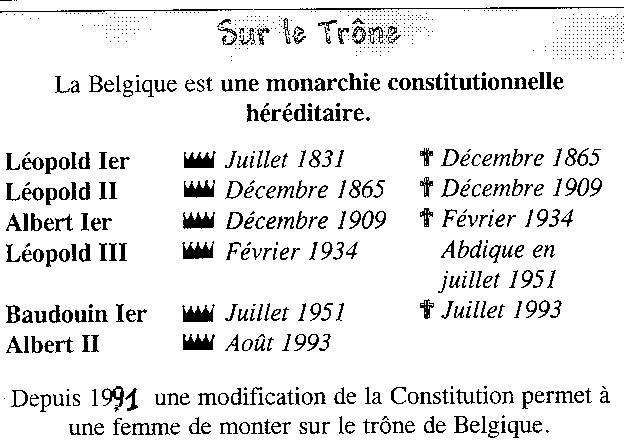 Sur le Trône
La Belgique est une monarchie constitutionnelle
héréditaire.
Léopold Ier Juillet 1831 Décembre 1865
Léopold II Décembre 1865 Décembre 1909
Albert Ier Décembre 1909 Février 1934
Léopold III Février 1934 Abdique en
juillet 1951
Baudouin Ier Juillet 1951 Juillet 1993
Albert II Août 1993
Depuis 1991 une modification de la Constitution permet à
une femme de monter sur le trône de Belgique.